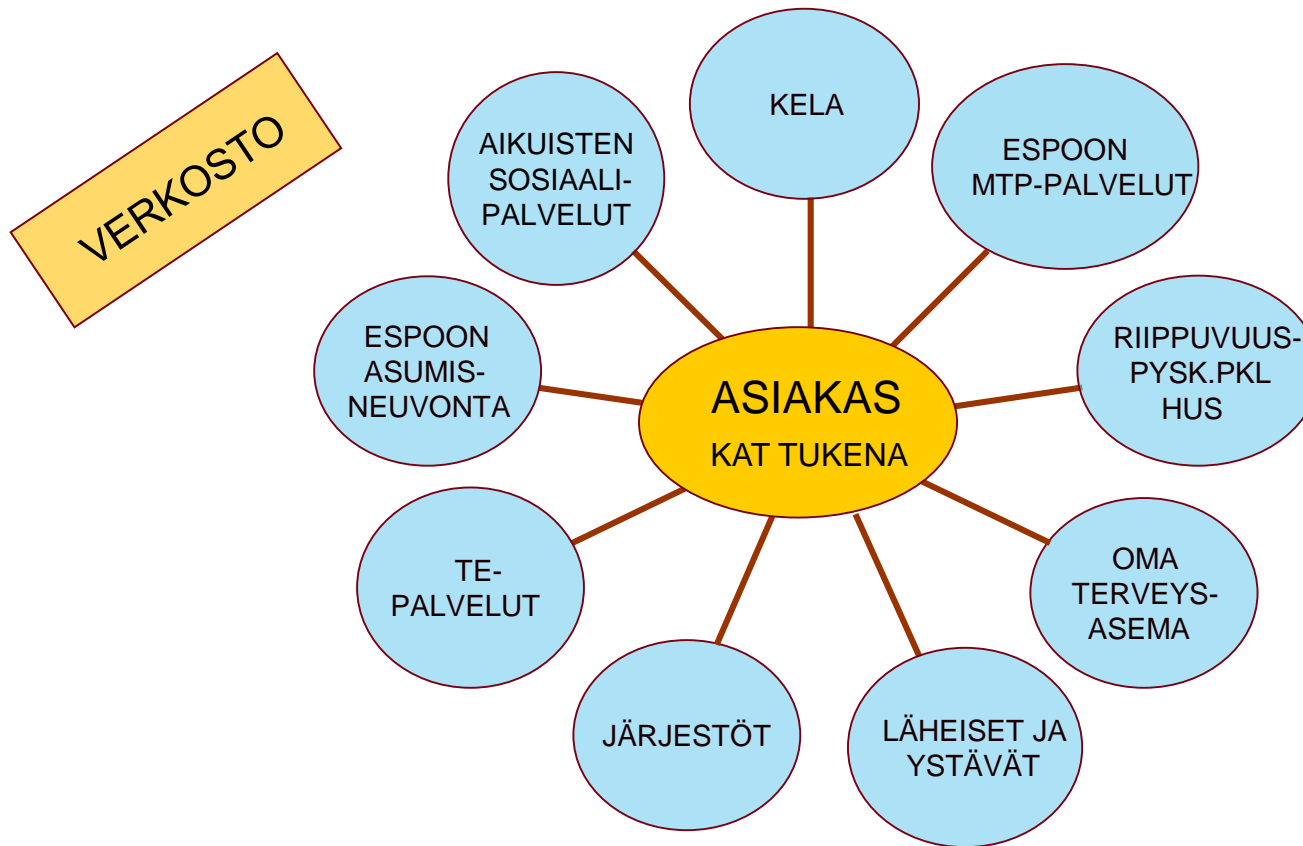 VERKOSTO
KELA
AIKUISTEN
SOSIAALI-
PALVELUT
ESPOON
MTP-PALVELUT
ESPOON
ASUMIS-
NEUVONTA
RIIPPUVUUS-
PYSK.PKL
HUS
ASIAKAS
KAT TUKENA
TE-
PALVELUT
OMA
TERVEYS-
ASEMA
JÄRJESTÖT
LÄHEISET JA
YSTÄVÄT